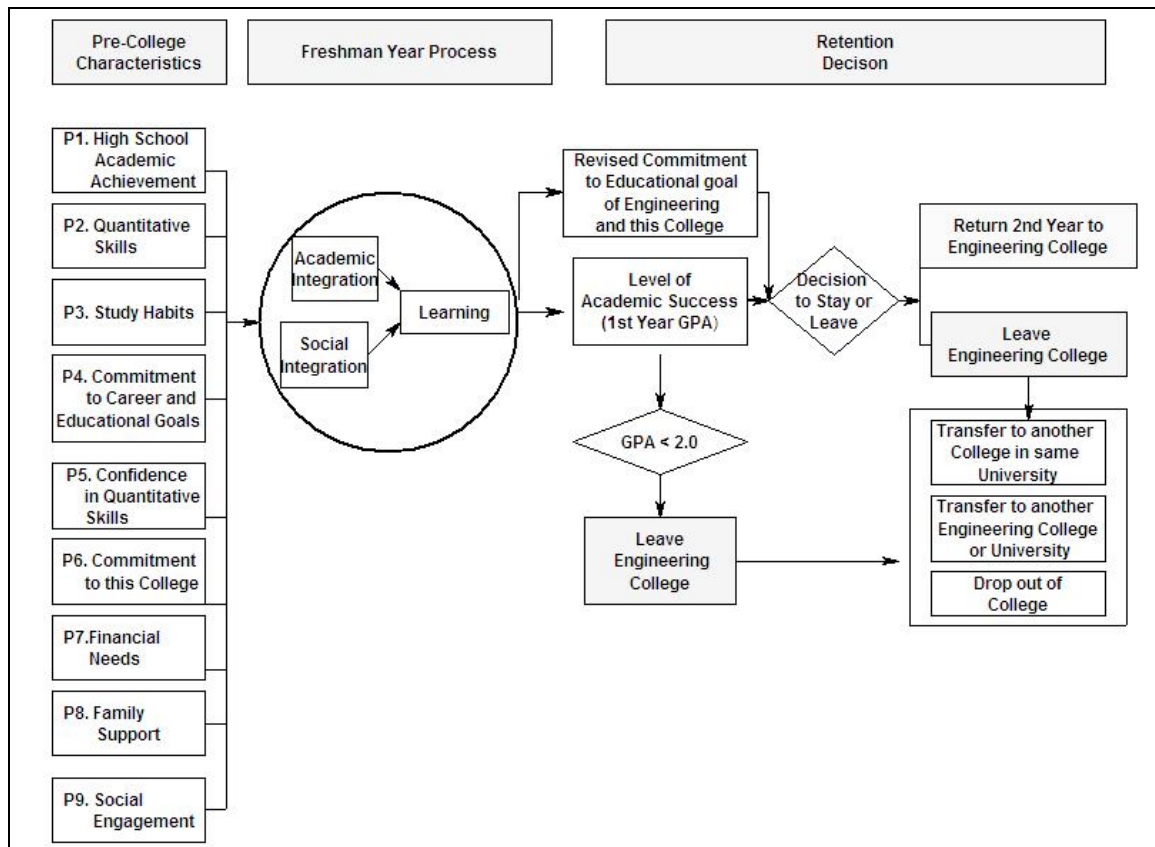 Pre-College
Characteristics
Freshman Year Process
Retention
Decison
P1. High School
Academic
Achievement
P2. Quantitative
Skills
P3. Study Habits
P4. Commitment
to Career and
Educational Goals
P5. Confidence
in Quantitative
Skills
P6. Commitment
to this College
P7.Financial
Needs
P8. Family
Support
P9. Social
Engagement
Academic
Integration
Social
Integration
Learning
Revised Commitment
to Educational goal
of Engineering
and this College
Level of
Academic Success
(1st Year GPA)
GPA < 2.0
Leave
Engineering
College
Decision
to Stay or
Leave
Return 2nd Year to
Engineering College
Leave
Engineering College
Transfer to another
College in same
University
Transfer to another
Engineering College
or University
Drop out of
College